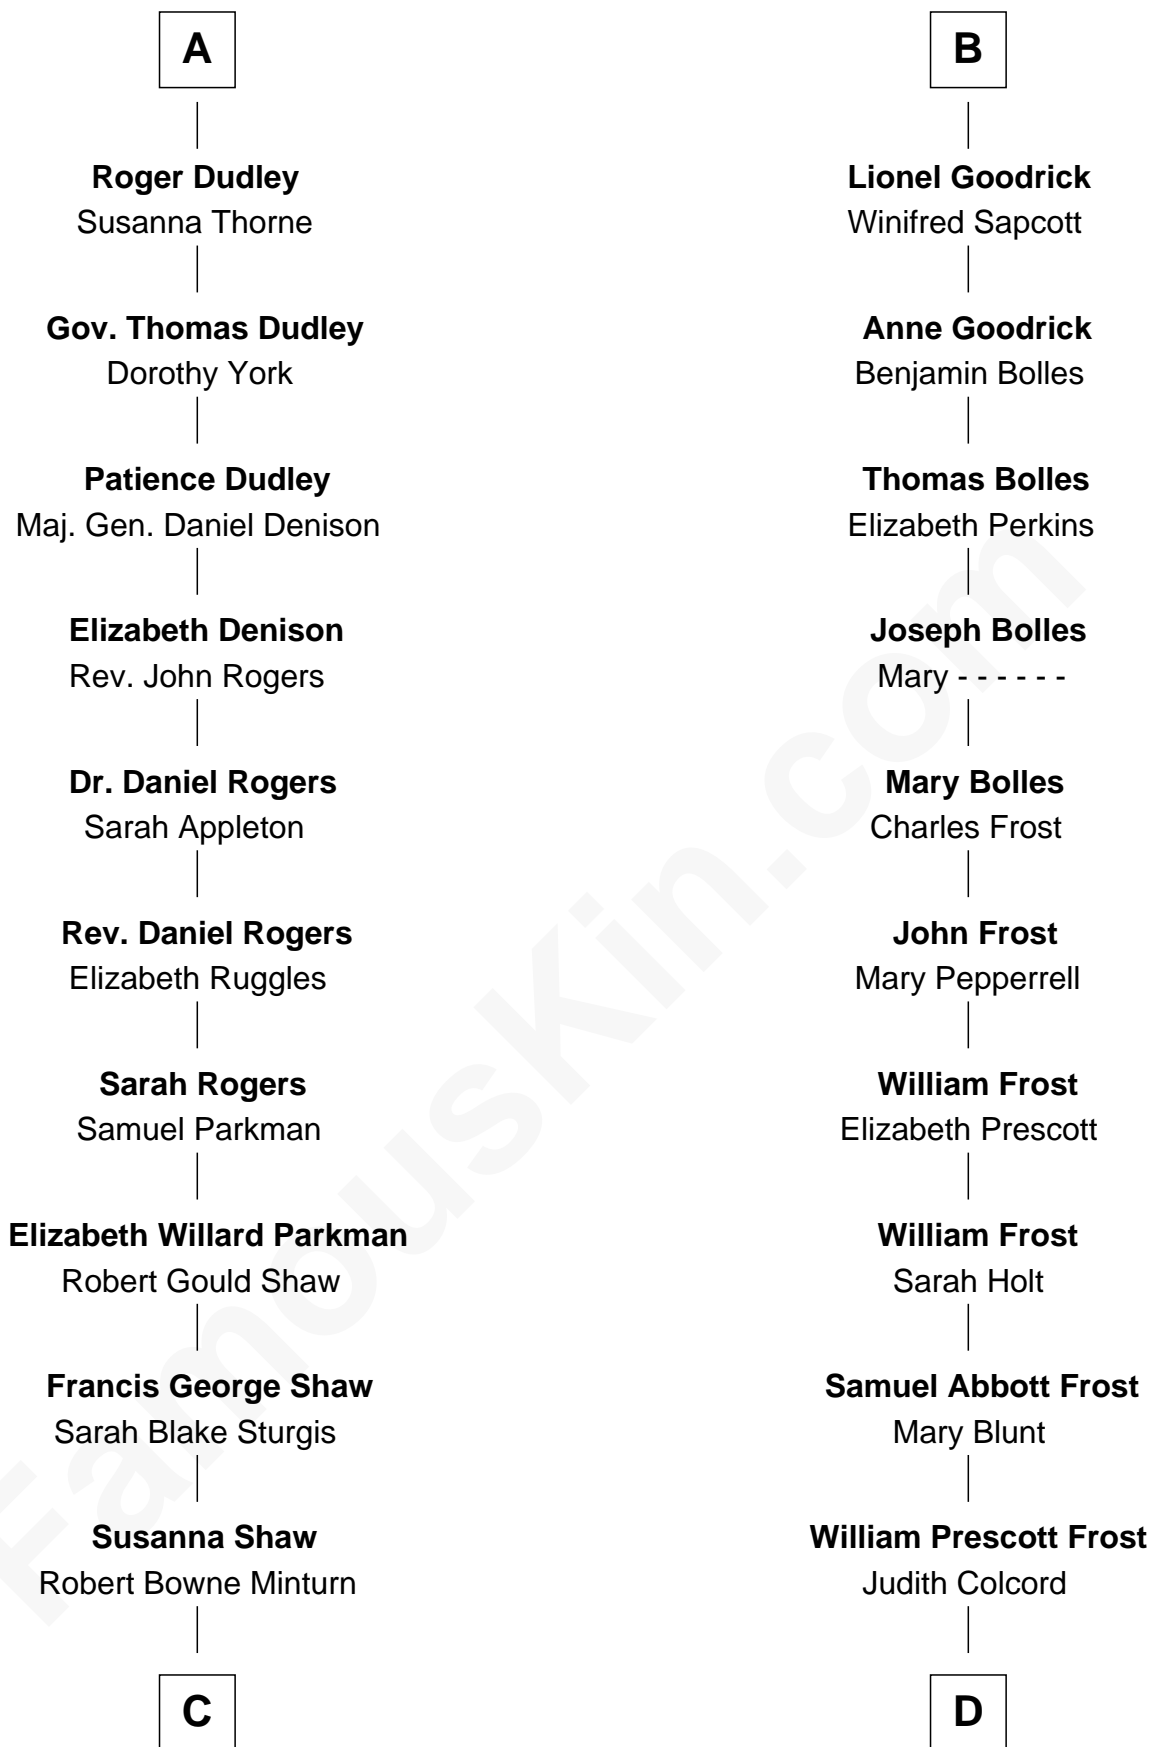 A
Roger Dudley
Susanna Thorne
Gov. Thomas Dudley
Dorothy York
Patience Dudley
Maj. Gen. Daniel Denison
Elizabeth Denison
Rev. John Rogers
Dr. Daniel Rogers
Sarah Appleton
Rev. Daniel Rogers
Elizabeth Ruggles
Sarah Rogers
Samuel Parkman
Elizabeth Willard Parkman
Robert Gould Shaw
Francis George Shaw
Sarah Blake Sturgis
Susanna Shaw
Robert Bowne Minturn
C
B
Lionel Goodrick
Winifred Sapcott
Anne Goodrick
Benjamin Bolles
Thomas Bolles
Elizabeth Perkins
Joseph Bolles
Mary - - - - - -
Mary Bolles
Charles Frost
John Frost
Mary Pepperrell
William Frost
Elizabeth Prescott
William Frost
Sarah Holt
Samuel Abbott Frost
Mary Blunt
William Prescott Frost
Judith Colcord
D
FamousKin.com